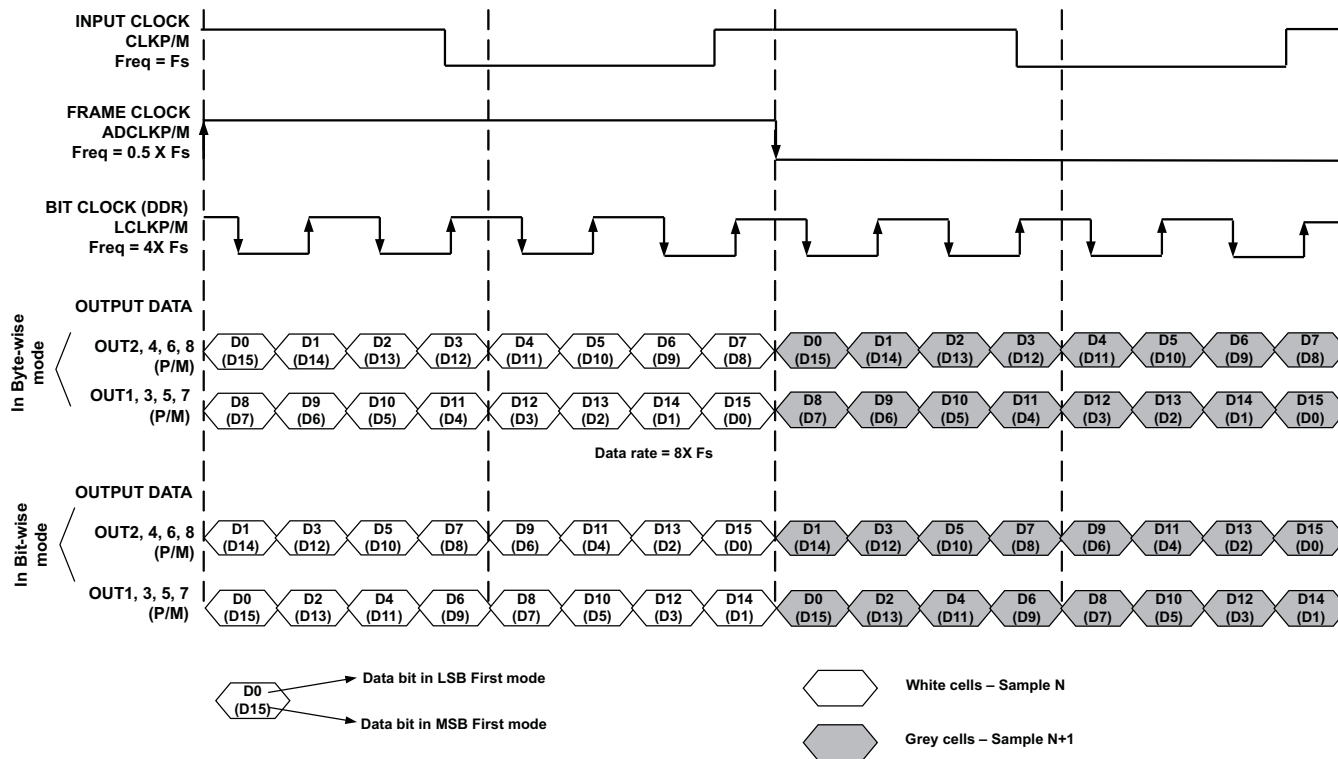 INPUT CLOCK
CLKP/M
Freq = Fs
FRAME CLOCK
ADCLKP/M
Freq = 0.5 X Fs
BIT CLOCK (DDR)
LCLKP/M
Freq = 4X Fs
In Byte-wise
mode
OUTPUT DATA
OUT2, 4, 6, 8
(P/M)
D0 D1 D2 D3 D4 D5 D6 D7 D0 D1 D2 D3 D4 D5 D6 D7
(D15) (D14) (D13) (D12) (D11) (D10) (D9) (D8) (D15) (D14) (D13) (D12) (D11) (D10) (D9) (D8)
OUT1, 3, 5, 7
(P/M)
D8 D9 D10 D11 D12 D13 D14 D15 D8 D9 D10 D11 D12 D13 D14 D15
(D7) (D6) (D5) (D4) (D3) (D2) (D1) (D0) (D7) (D6) (D5) (D4) (D3) (D2) (D1) (D0)
Data rate = 8X Fs
In Bit-wise
mode
OUTPUT DATA
OUT2, 4, 6, 8
(P/M)
D1 D3 D5 D7 D9 D11 D13 D15 D1 D3 D5 D7 D9 D11 D13 D15
(D14) (D12) (D10) (D8) (D6) (D4) (D2) (D0) (D14) (D12) (D10) (D8) (D6) (D4) (D2) (D0)
OUT1, 3, 5, 7
(P/M)
D0 D2 D4 D6 D8 D10 D12 D14 D0 D2 D4 D6 D8 D10 D12 D14
(D15) (D13) (D11) (D9) (D7) (D5) (D3) (D1) (D15) (D13) (D11) (D9) (D7) (D5) (D3) (D1)
D0
(D15)
Data bit in LSB First mode
Data bit in MSB First mode
White cells – Sample N
Grey cells – Sample N+1